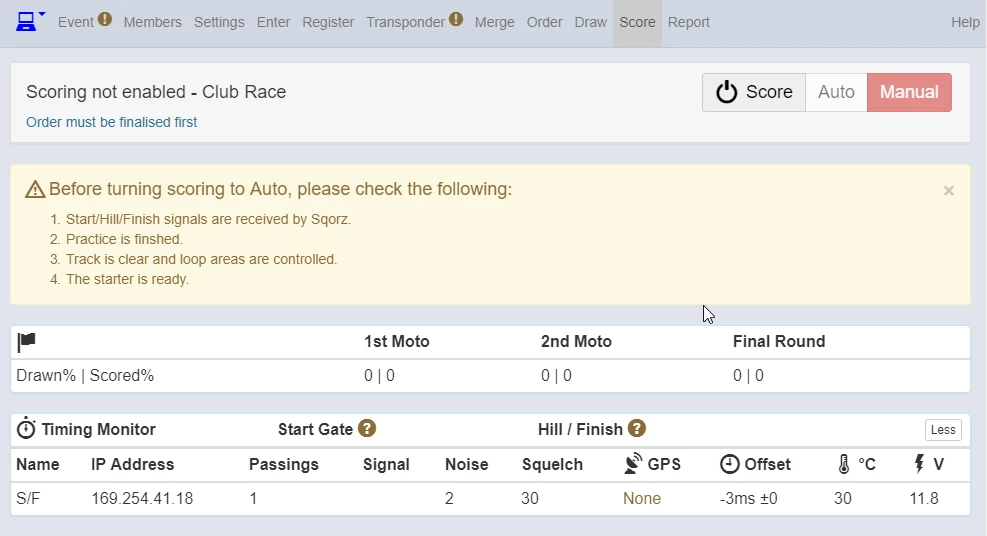 Event Members Settings Enter Register Transponder Merge Order Draw Score Report Help
Scoring not enabled - Club Race Score Auto Manual
Order must be finalised first
Before turning scoring to Auto, please check the following: ×
1. Start/Hill/Finish signals are received by Sqorz.
2. Practice is finshed.
3. Track is clear and loop areas are controlled.
4. The starter is ready.
1st Moto 2nd Moto Final Round
Drawn% | Scored% 0 | 0 0 | 0 0 | 0
Timing Monitor Start Gate ? Hill / Finish ? Less
Name IP Address Passings Signal Noise Squelch GPS Offset °C V
S/F 169.254.41.18 1 2 30 None -3ms ±0 30 11.8